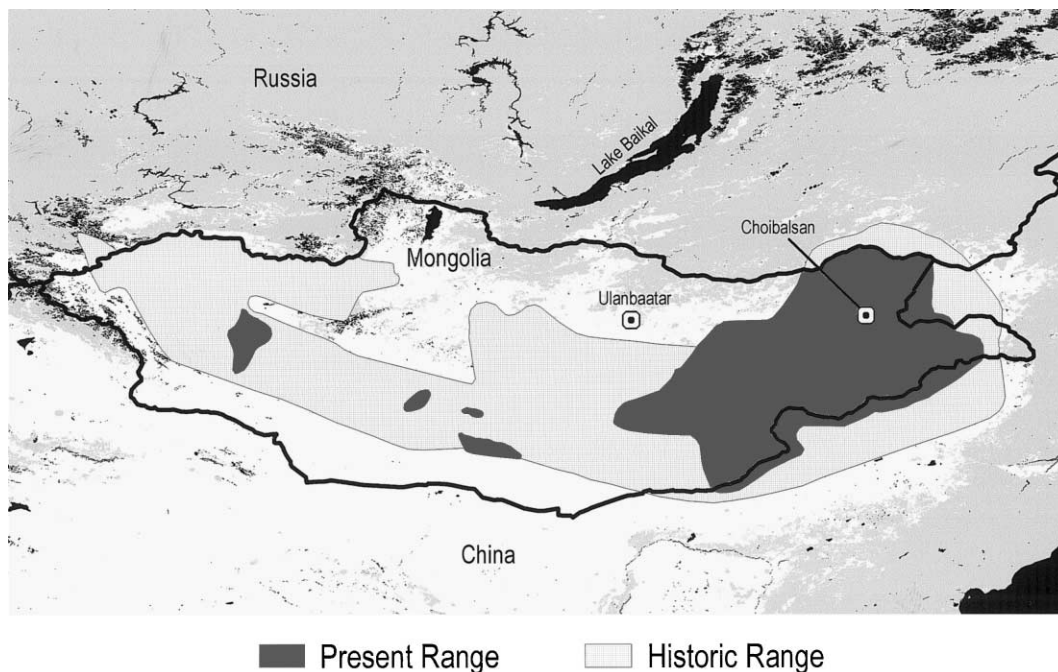 Russia
Lake Baikal
Choibalsan
Mongolia
Ulanbaatar
China
Present Range
Historic Range